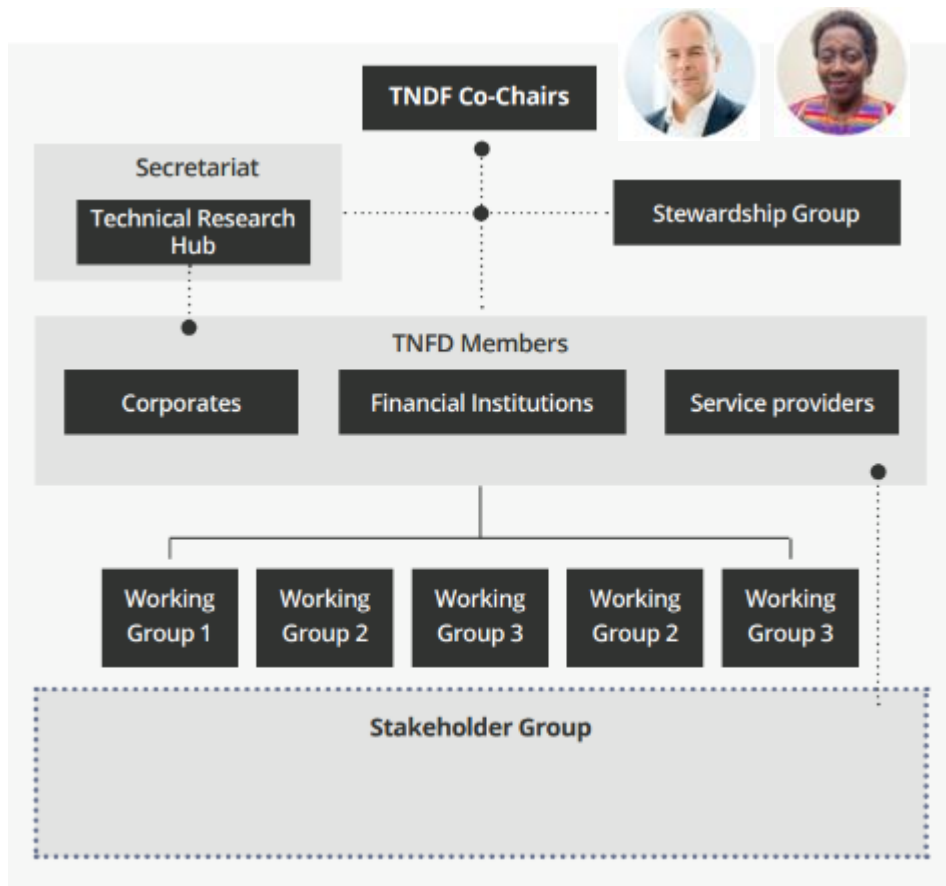 TNDF Co-Chairs
Secretariat
Technical Research
Hub
Stewardship Group
TNFD Members
Corporates
Financial Institutions
Service providers
Working
Group 1
Working
Group 2
Working
Group 3
Working
Group 2
Working
Group 3
Stakeholder Group